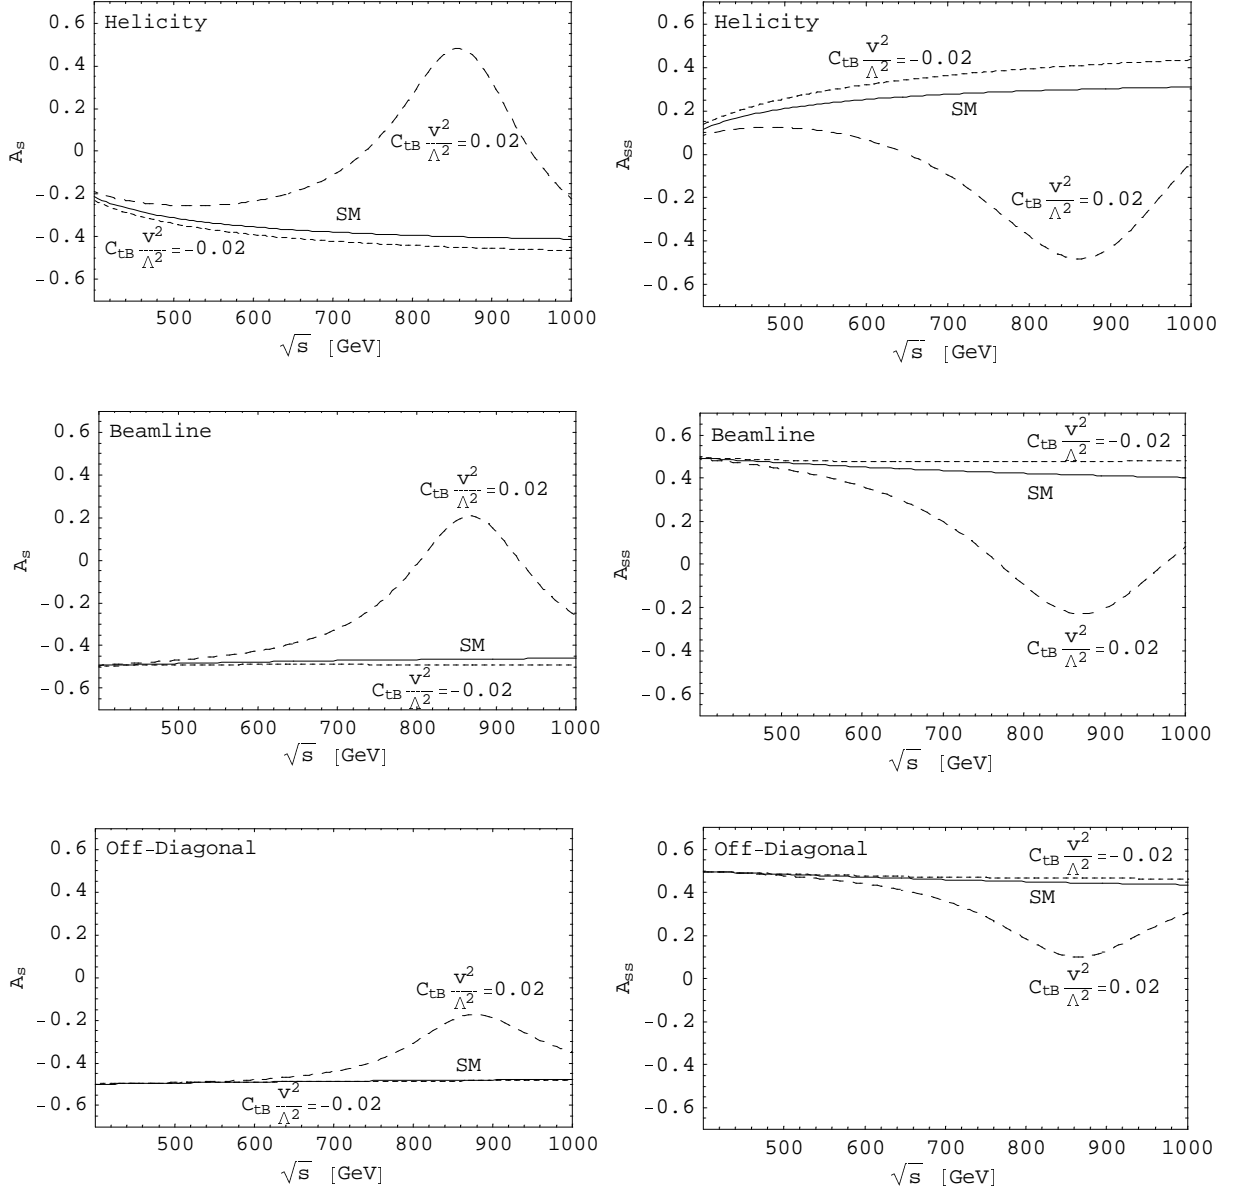 Helicity
0.6
0.4
0.2
0
-0.2
-0.4
-0.6
A_s
C_tB v²/Λ² = 0.02
SM
C_tB v²/Λ² = -0.02
500 600 700 800 900 1000
√s [GeV]
Helicity
0.6
0.4
0.2
0
-0.2
-0.4
-0.6
A_ss
C_tB v²/Λ² = -0.02
SM
C_tB v²/Λ² = 0.02
500 600 700 800 900 1000
√s [GeV]
Beamline
0.6
0.4
0.2
0
-0.2
-0.4
-0.6
A_s
C_tB v²/Λ² = 0.02
SM
C_tB v²/Λ² = -0.02
500 600 700 800 900 1000
√s [GeV]
Beamline
0.6
0.4
0.2
0
-0.2
-0.4
-0.6
A_ss
C_tB v²/Λ² = -0.02
SM
C_tB v²/Λ² = 0.02
500 600 700 800 900 1000
√s [GeV]
Off-Diagonal
0.6
0.4
0.2
0
-0.2
-0.4
-0.6
A_s
C_tB v²/Λ² = 0.02
SM
C_tB v²/Λ² = -0.02
500 600 700 800 900 1000
√s [GeV]
Off-Diagonal
0.6
0.4
0.2
0
-0.2
-0.4
-0.6
A_ss
C_tB v²/Λ² = -0.02
SM
C_tB v²/Λ² = 0.02
500 600 700 800 900 1000
√s [GeV]